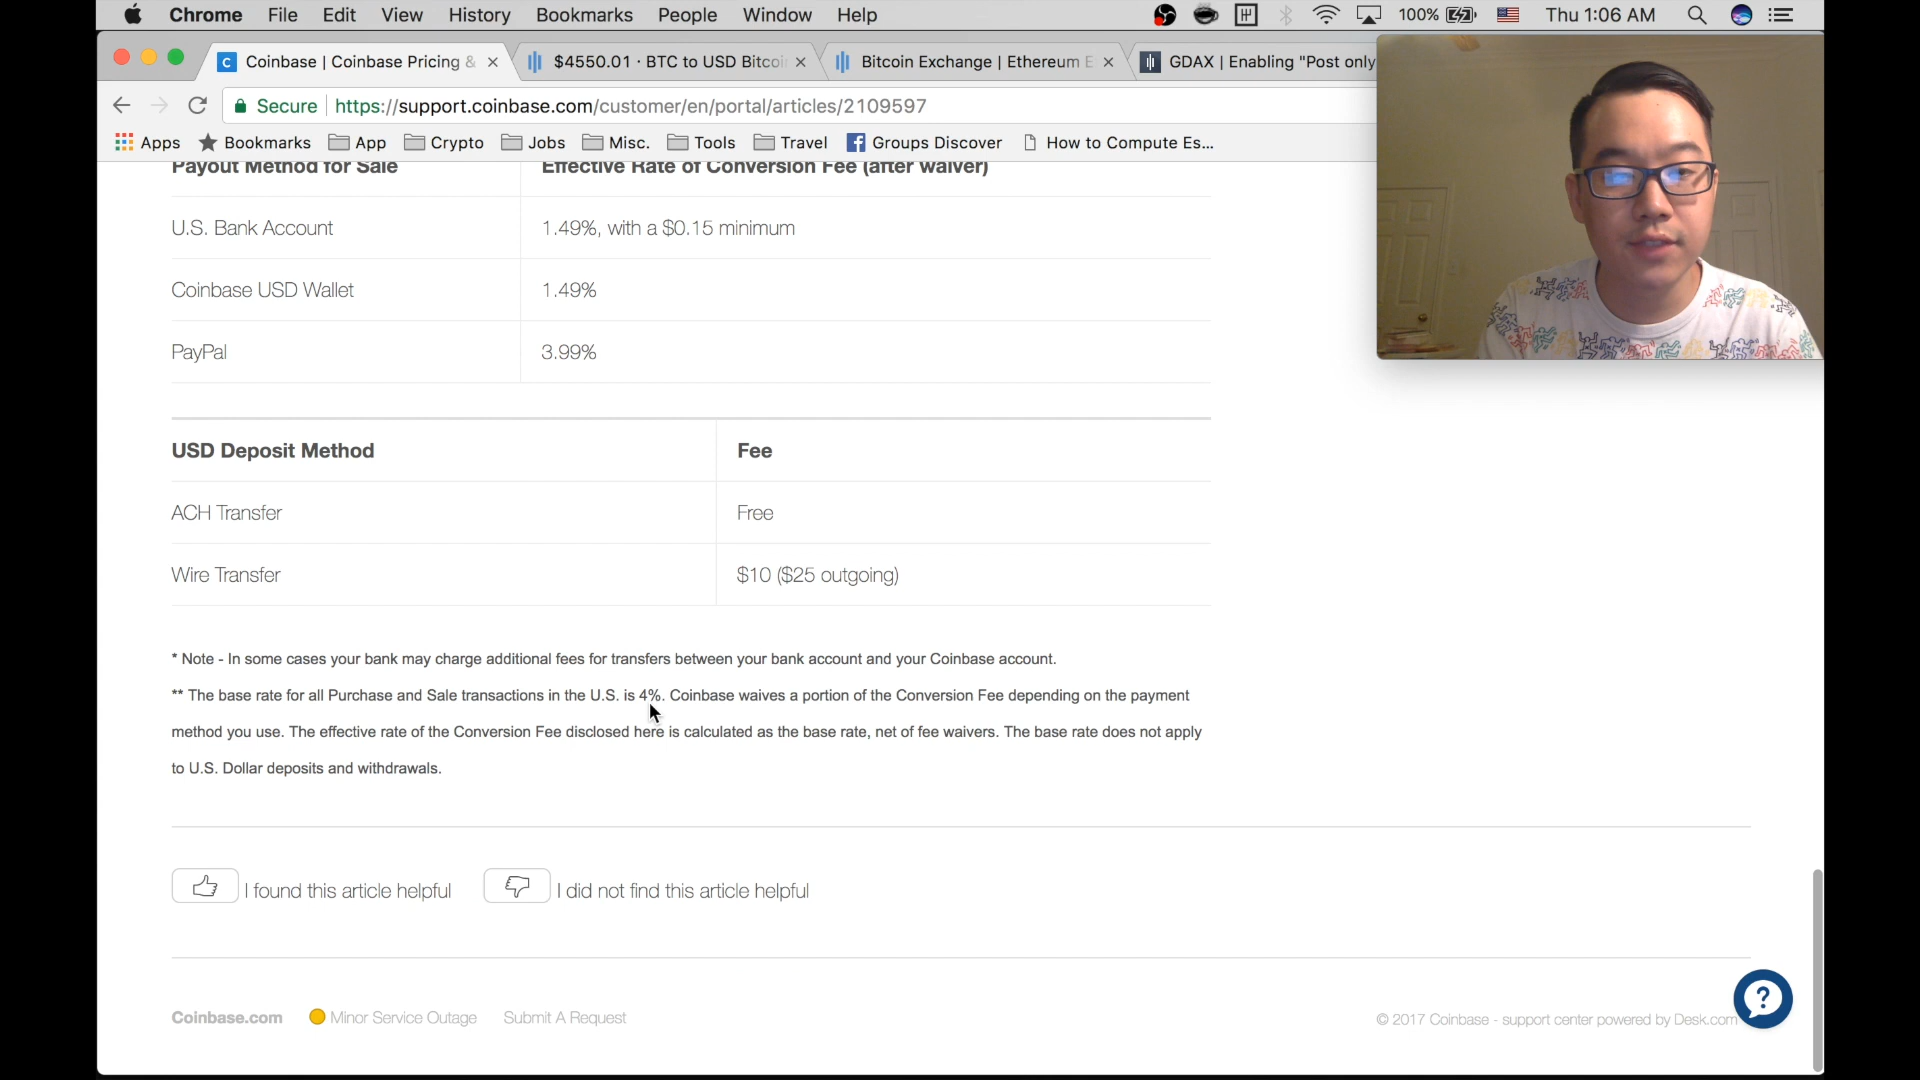 Chrome File Edit View History Bookmarks People Window Help 100% Thu 1:06 AM
Coinbase | Coinbase Pricing & $4550.01 · BTC to USD Bitcoi Bitcoin Exchange | Ethereum E GDAX | Enabling "Post only
Secure https://support.coinbase.com/customer/en/portal/articles/2109597
Apps Bookmarks App Crypto Jobs Misc. Tools Travel Groups Discover How to Compute Es...
Payout Method for Sale Effective Rate of Conversion Fee (after waiver)
U.S. Bank Account 1.49%, with a $0.15 minimum
Coinbase USD Wallet 1.49%
PayPal 3.99%
USD Deposit Method Fee
ACH Transfer Free
Wire Transfer $10 ($25 outgoing)
* Note - In some cases your bank may charge additional fees for transfers between your bank account and your Coinbase account.
** The base rate for all Purchase and Sale transactions in the U.S. is 4%. Coinbase waives a portion of the Conversion Fee depending on the payment
method you use. The effective rate of the Conversion Fee disclosed here is calculated as the base rate, net of fee waivers. The base rate does not apply
to U.S. Dollar deposits and withdrawals.
I found this article helpful I did not find this article helpful
Coinbase.com Minor Service Outage Submit A Request © 2017 Coinbase - support center powered by Desk.com